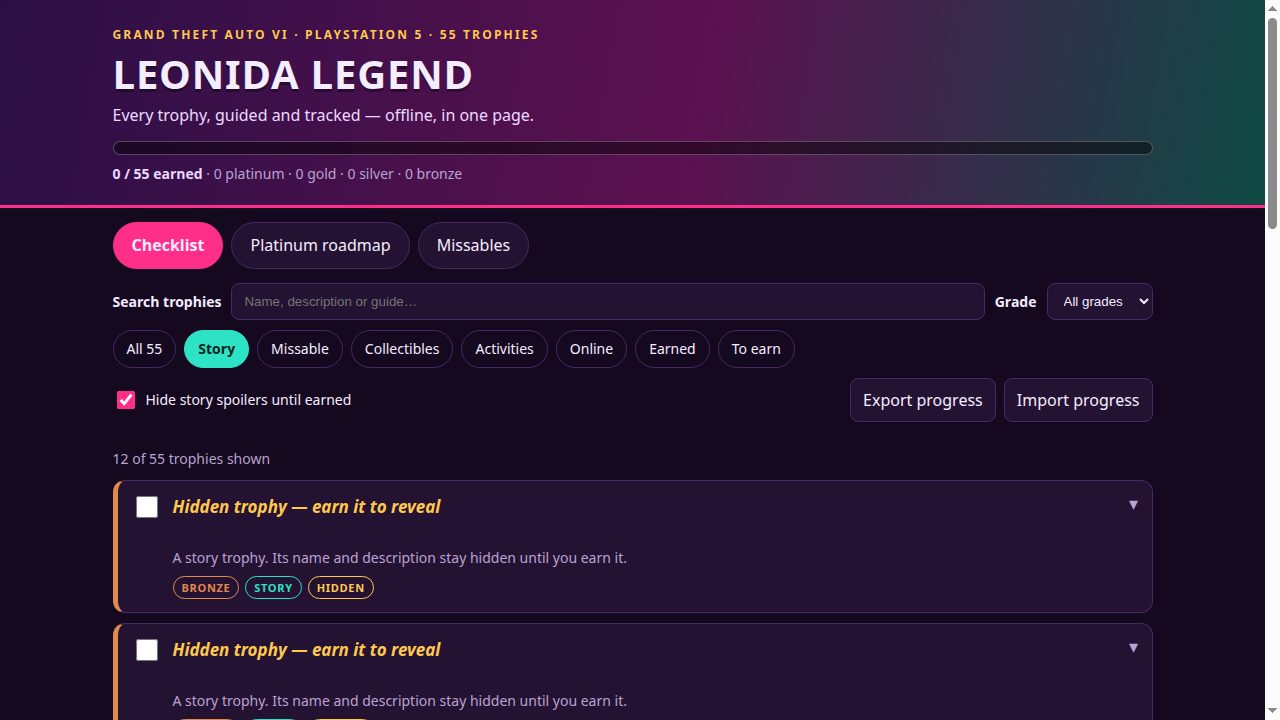 GRAND THEFT AUTO VI · PLAYSTATION 5 · 55 TROPHIES
LEONIDA LEGEND
Every trophy, guided and tracked — offline, in one page.
0 / 55 earned · 0 platinum · 0 gold · 0 silver · 0 bronze
Checklist Platinum roadmap Missables
Search trophies Name, description or guide… Grade All grades
All 55 Story Missable Collectibles Activities Online Earned To earn
Hide story spoilers until earned Export progress Import progress
12 of 55 trophies shown
Hidden trophy — earn it to reveal
A story trophy. Its name and description stay hidden until you earn it.
BRONZE STORY HIDDEN
Hidden trophy — earn it to reveal
A story trophy. Its name and description stay hidden until you earn it.